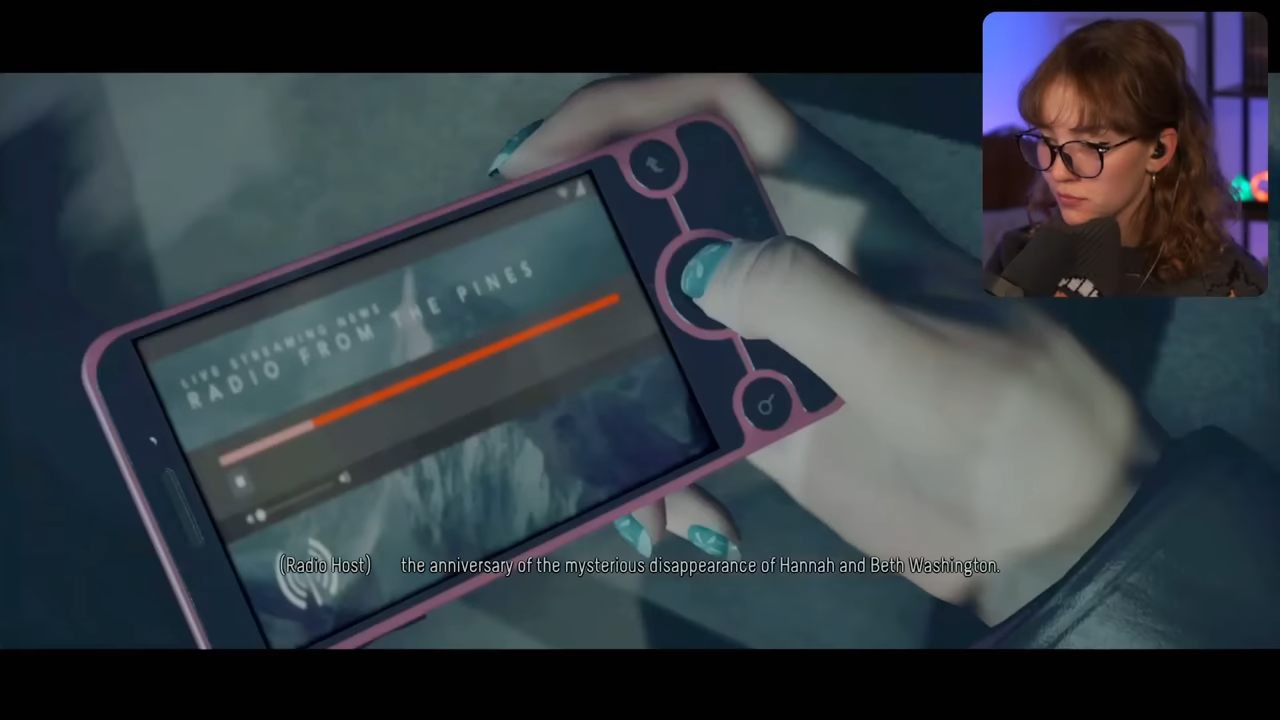 LIVE STREAMING NEWS
RADIO FROM THE PINES
(Radio Host) the anniversary of the mysterious disappearance of Hannah and Beth Washington.